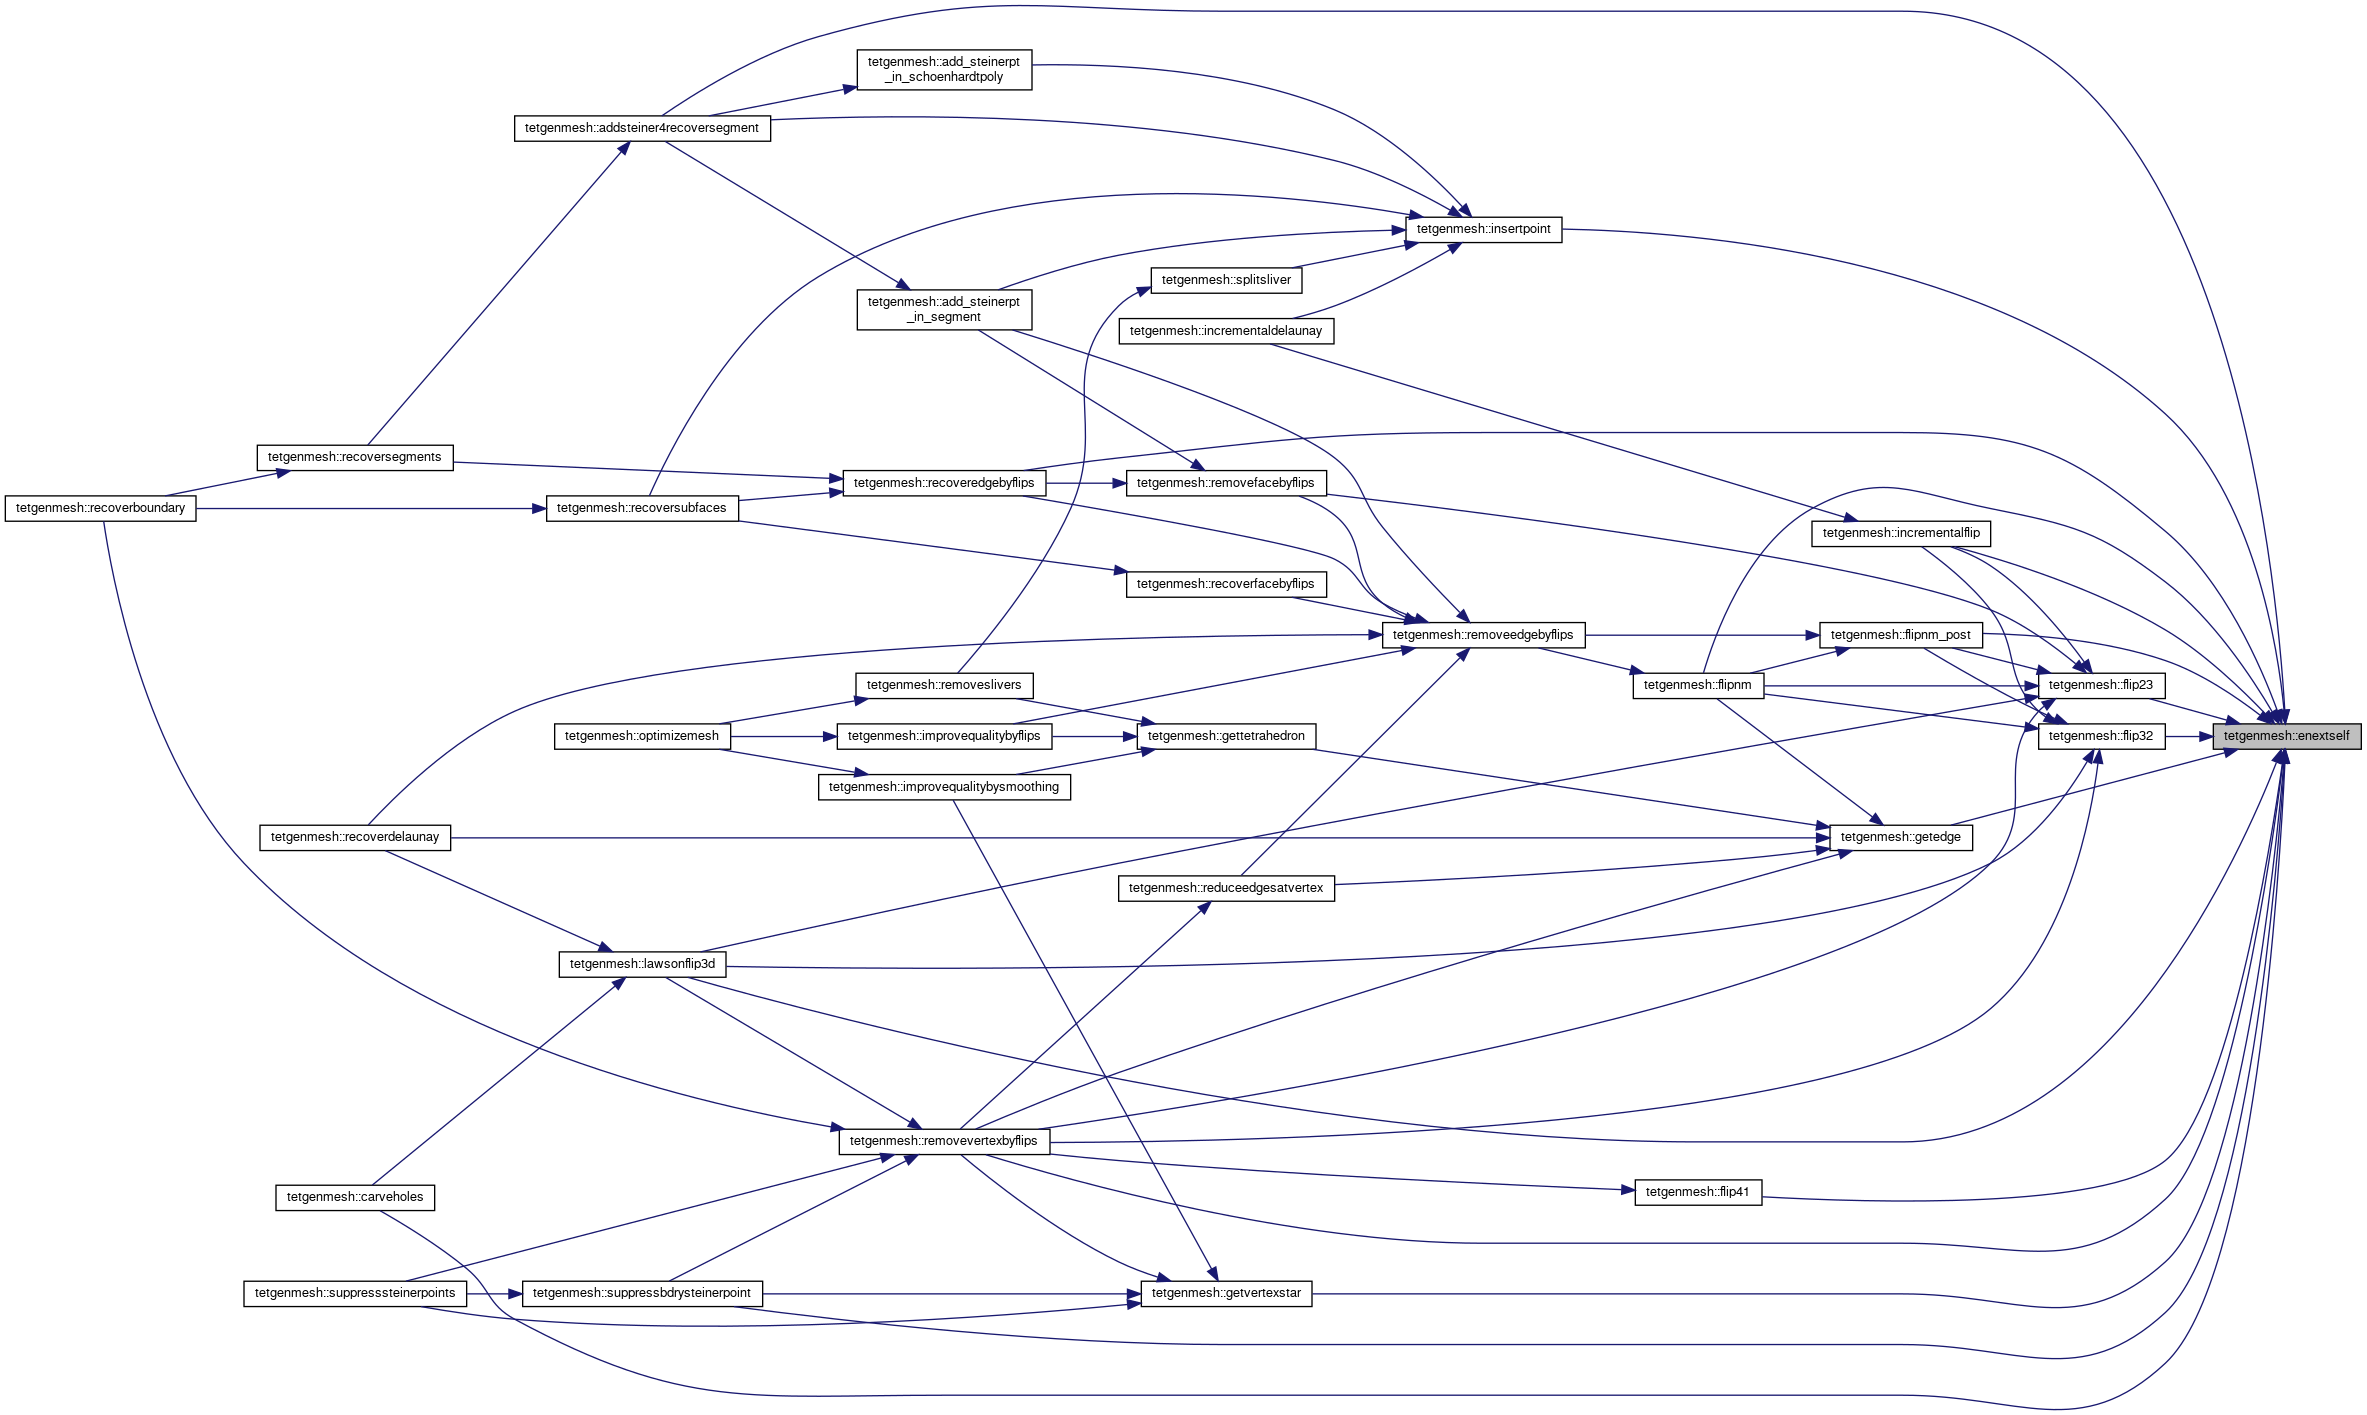 tetgenmesh::add_steinerpt
_in_schoenhardtpoly
tetgenmesh::addsteiner4recoversegment
tetgenmesh::insertpoint
tetgenmesh::splitsliver
tetgenmesh::add_steinerpt
_in_segment
tetgenmesh::incrementaldelaunay
tetgenmesh::recoversegments
tetgenmesh::recoveredgebyflips
tetgenmesh::removefacebyflips
tetgenmesh::recoverboundary
tetgenmesh::recoversubfaces
tetgenmesh::incrementalflip
tetgenmesh::recoverfacebyflips
tetgenmesh::removeedgebyflips
tetgenmesh::flipnm_post
tetgenmesh::removeslivers
tetgenmesh::flipnm
tetgenmesh::flip23
tetgenmesh::optimizemesh
tetgenmesh::improvequalitybyflips
tetgenmesh::gettetrahedron
tetgenmesh::flip32
tetgenmesh::enextself
tetgenmesh::improvequalitybysmoothing
tetgenmesh::recoverdelaunay
tetgenmesh::getedge
tetgenmesh::reduceedgesatvertex
tetgenmesh::lawsonflip3d
tetgenmesh::removevertexbyflips
tetgenmesh::carveholes
tetgenmesh::flip41
tetgenmesh::suppresssteinerpoints
tetgenmesh::suppressbdrysteinerpoint
tetgenmesh::getvertexstar